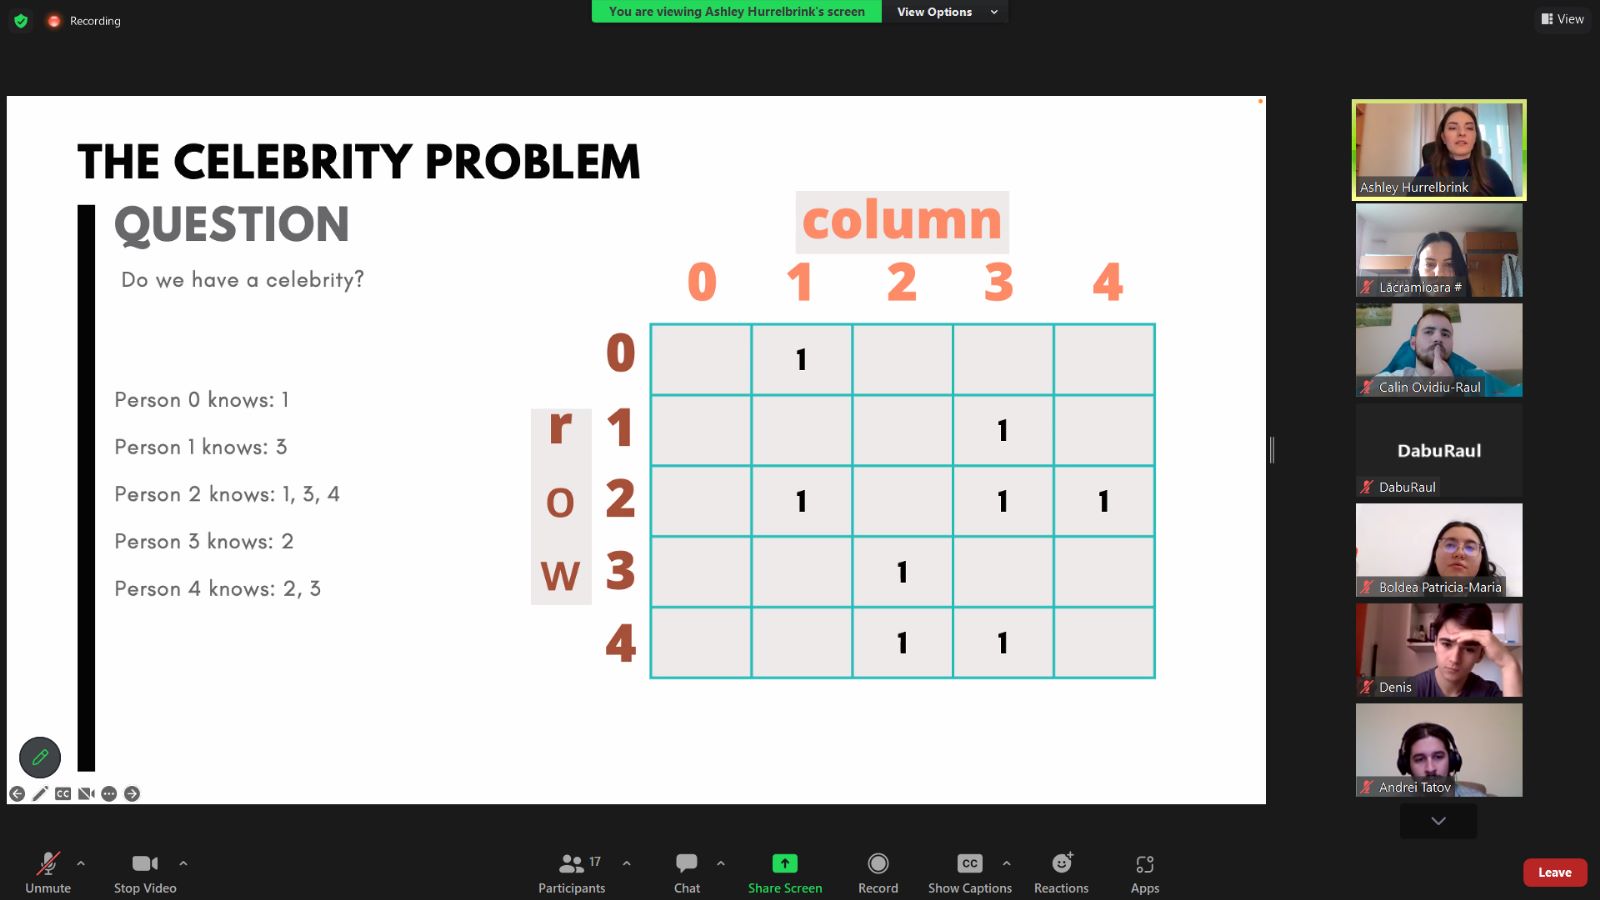 Recording
You are viewing Ashley Hurrelbrink's screen
View Options
View
THE CELEBRITY PROBLEM
QUESTION
Do we have a celebrity?
Person 0 knows: 1
Person 1 knows: 3
Person 2 knows: 1, 3, 4
Person 3 knows: 2
Person 4 knows: 2, 3
column
0 1 2 3 4
row
0 1
1 1
2 1 1 1
3 1
4 1 1
CC
Ashley Hurrelbrink
Lăcramioara #
Calin Ovidiu-Raul
DabuRaul
DabuRaul
Boldea Patricia-Maria
Denis
Andrei Tatov
Unmute
Stop Video
17
Participants
Chat
Share Screen
Record
CC
Show Captions
Reactions
Apps
Leave